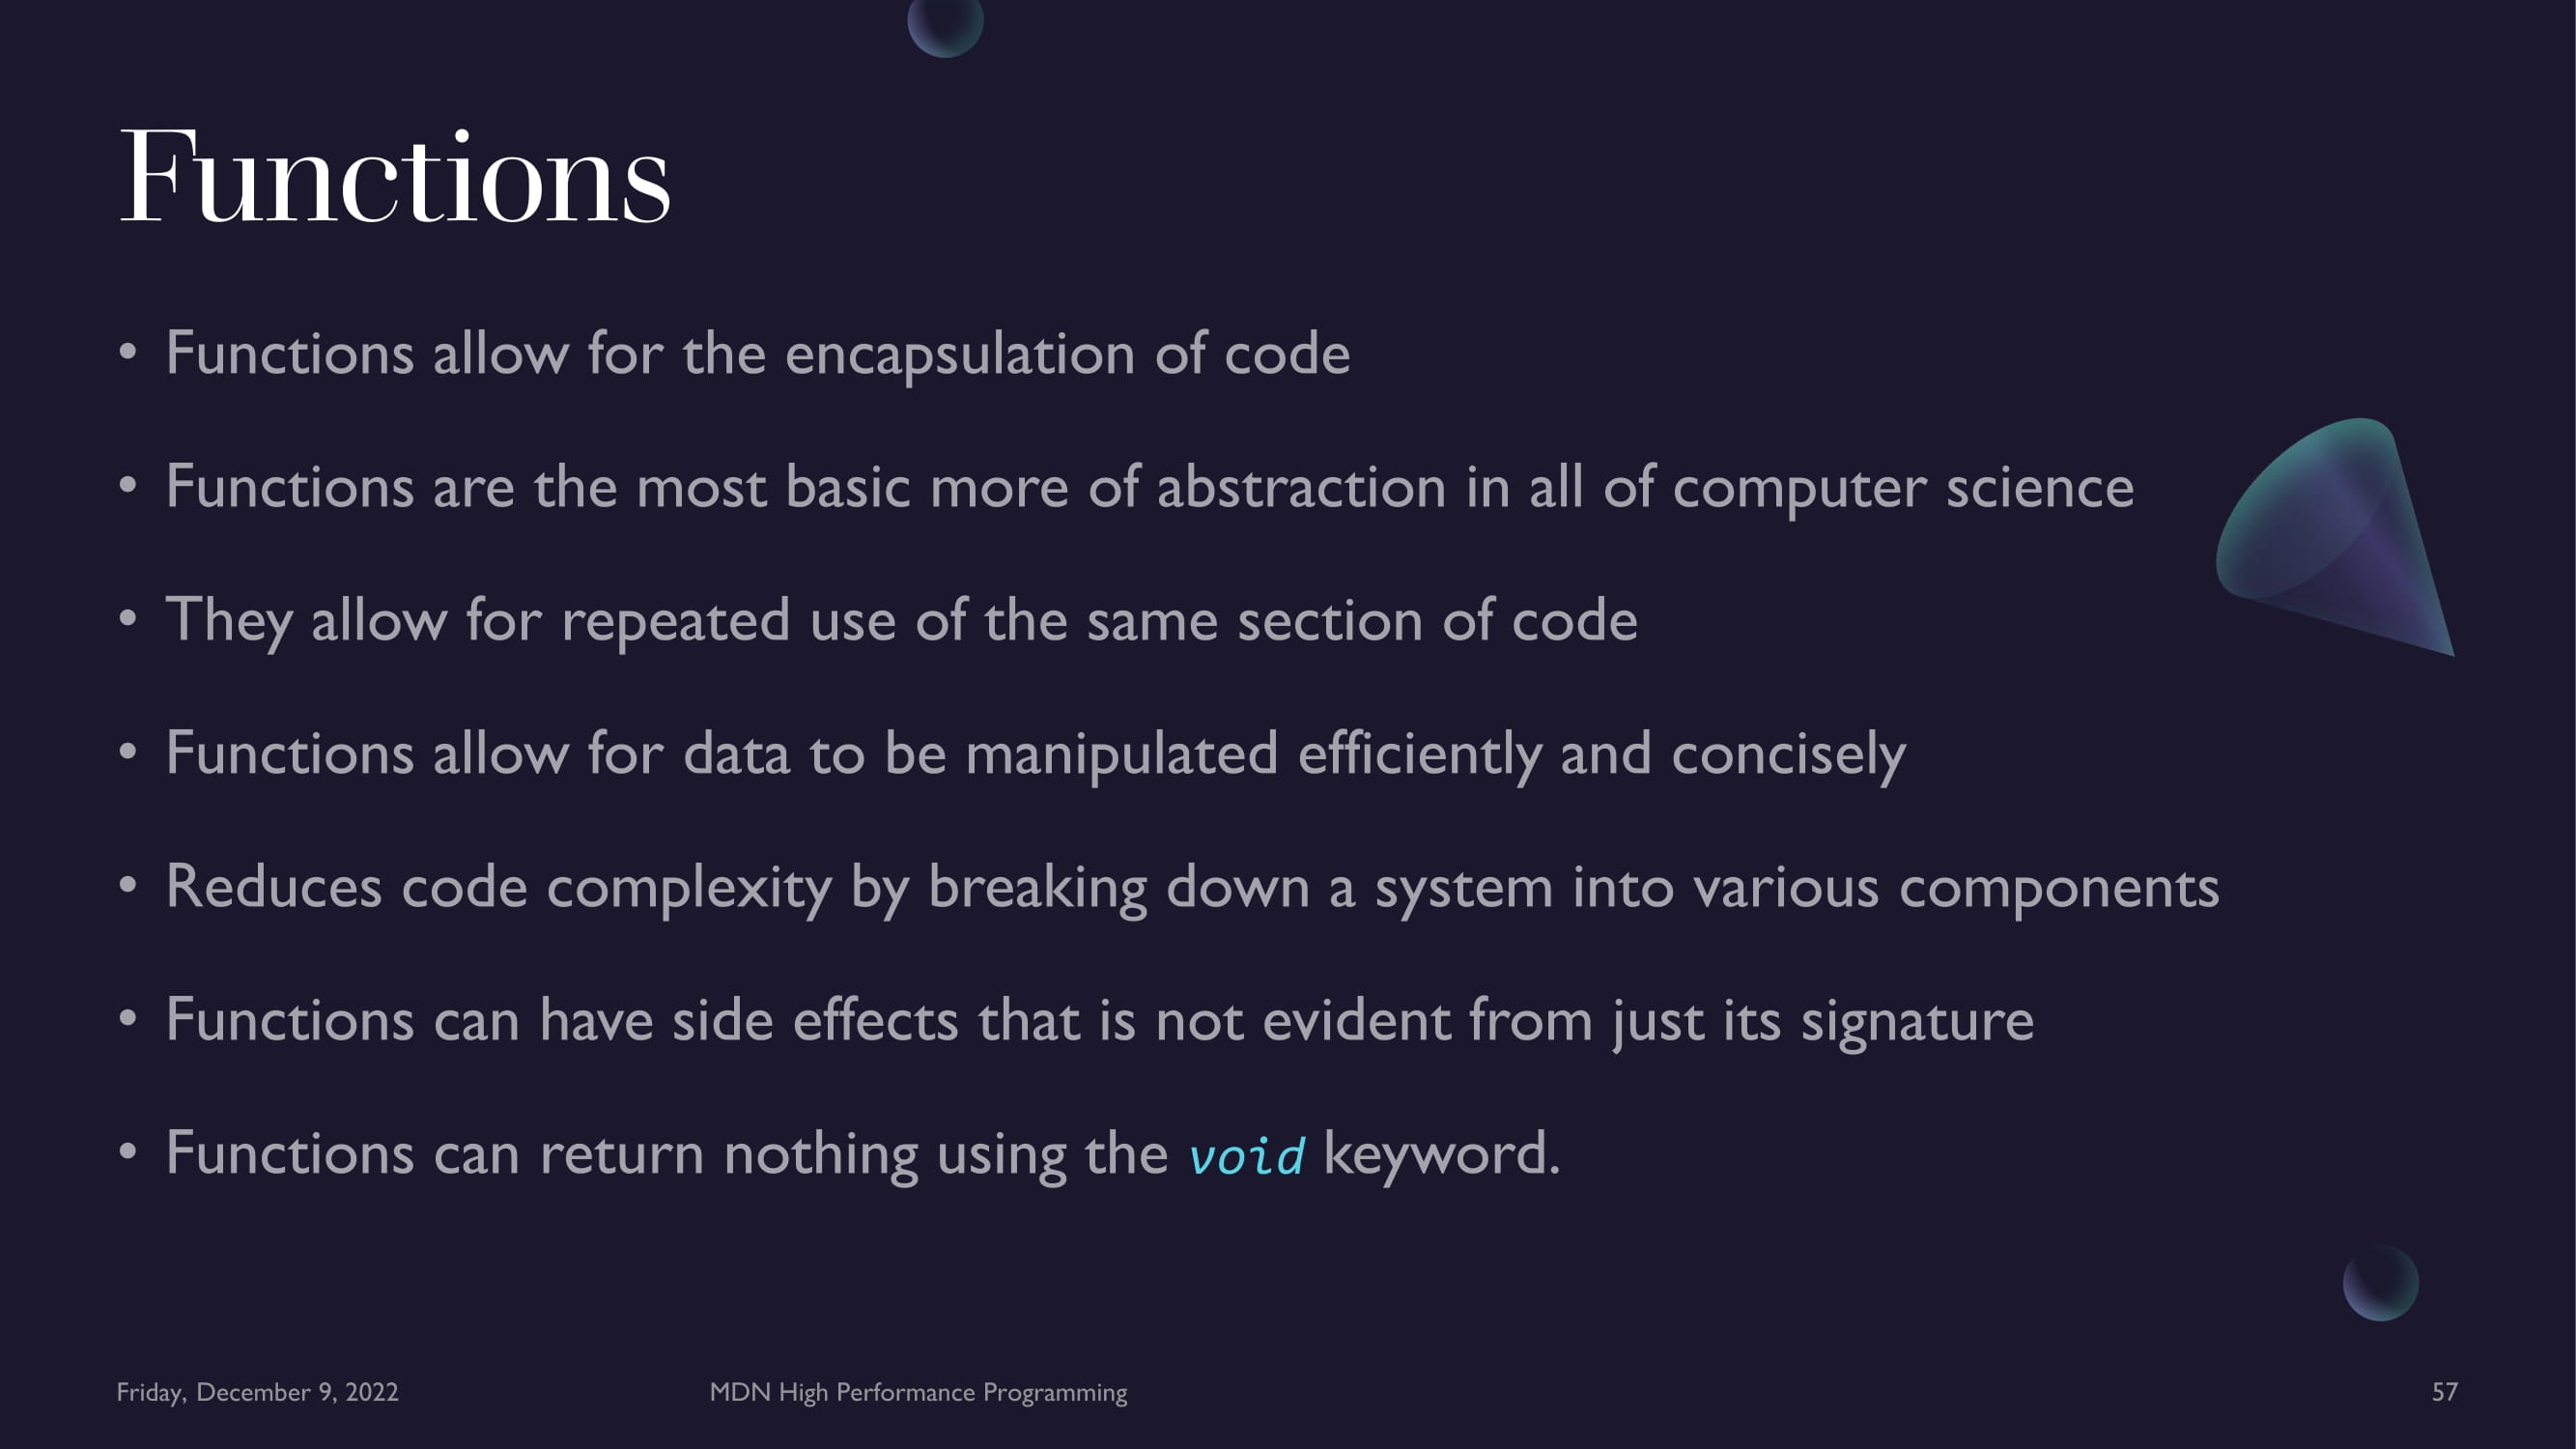 Functions
• Functions allow for the encapsulation of code
• Functions are the most basic more of abstraction in all of computer science
• They allow for repeated use of the same section of code
• Functions allow for data to be manipulated efficiently and concisely
• Reduces code complexity by breaking down a system into various components
• Functions can have side effects that is not evident from just its signature
• Functions can return nothing using the void keyword.
Friday, December 9, 2022
MDN High Performance Programming
57